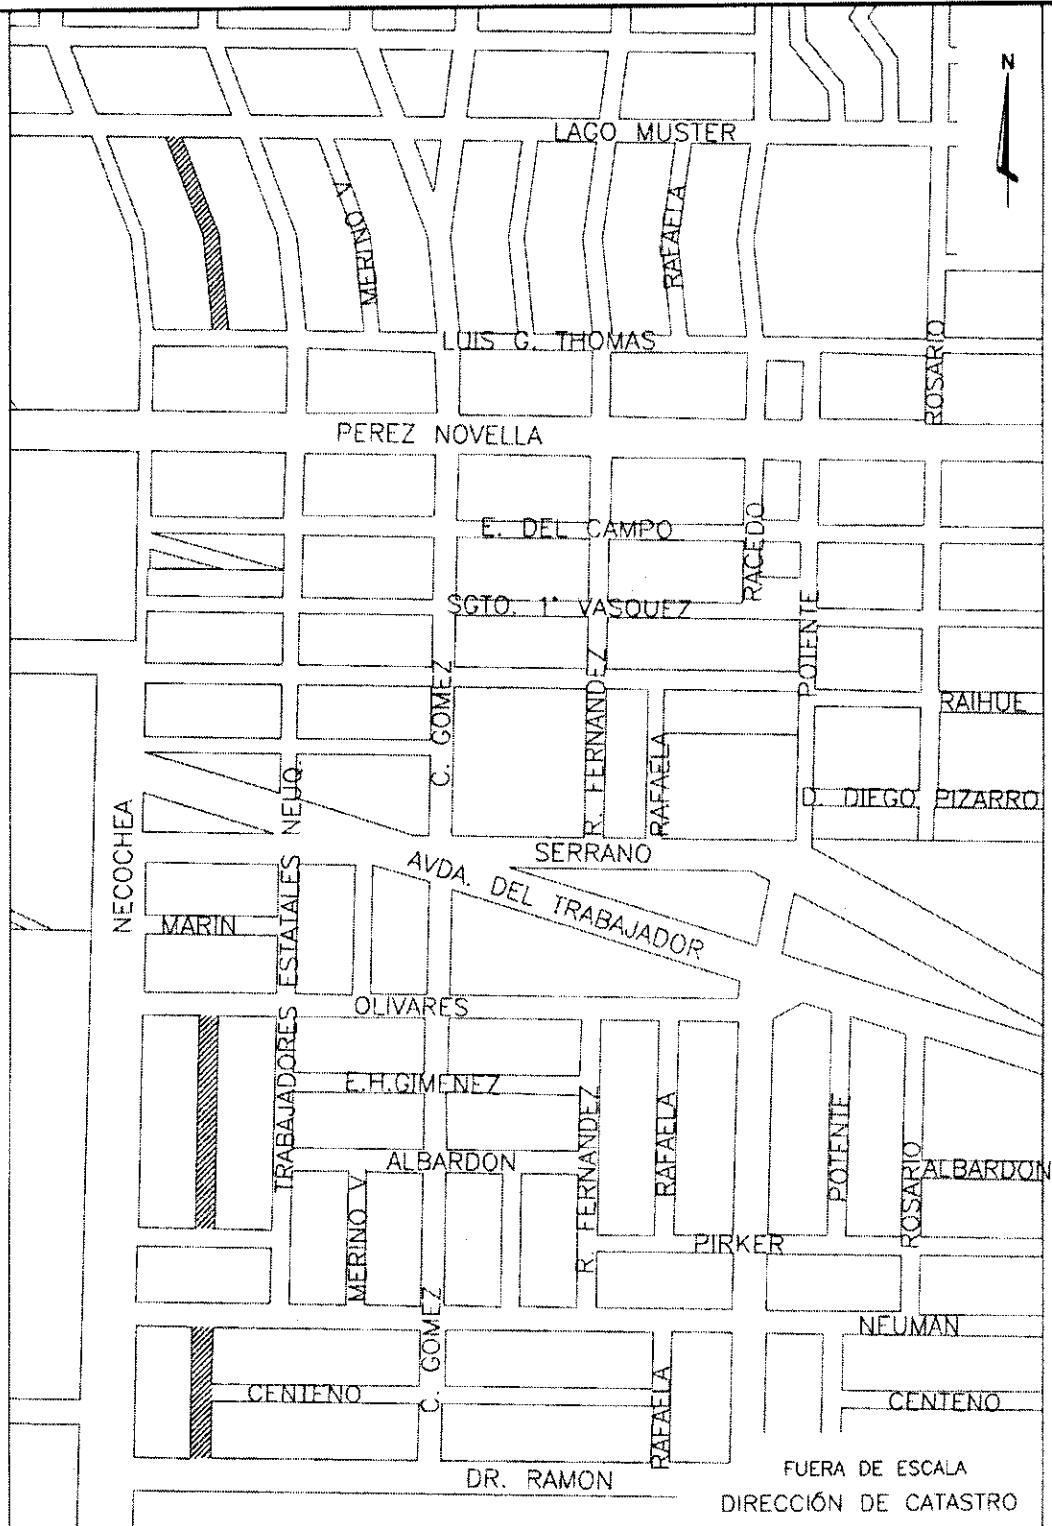 N
LAGO MUSTER
MERINO V.
RAFAELA
LUIS G. THOMAS
ROSARIO
PEREZ NOVELLA
E. DEL CAMPO
RACEDO
SGTO. 1° VASQUEZ
POTENTE
C. GOMEZ
R. FERNANDEZ
RAFAELA
RAIHUE
D. DIEGO PIZARRO
NECOCHEA
TRABAJADORES ESTATALES NEUQ.
SERRANO
AVDA. DEL TRABAJADOR
MARIN
OLIVARES
E.H.GIMENEZ
R. FERNANDEZ
RAFAELA
POTENTE
ROSARIO
ALBARDON
ALBARDON
MERINO V.
PIRKER
C. GOMEZ
NEUMAN
CENTENO
RAFAELA
CENTENO
DR. RAMON
FUERA DE ESCALA
DIRECCIÓN DE CATASTRO